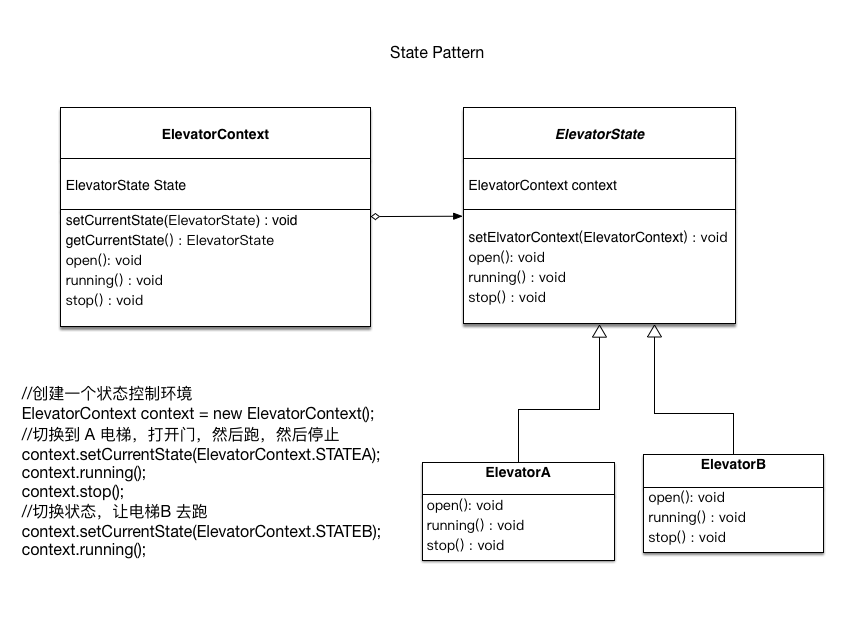 State Pattern
ElevatorContext
ElevatorState State
setCurrentState(ElevatorState) : void
getCurrentState() : ElevatorState
open(): void
running() : void
stop() : void
ElevatorState
ElevatorContext context
setElvatorContext(ElevatorContext) : void
open(): void
running() : void
stop() : void
//创建一个状态控制环境
ElevatorContext context = new ElevatorContext();
//切换到 A 电梯，打开门，然后跑，然后停止
context.setCurrentState(ElevatorContext.STATEA);
context.running();
context.stop();
//切换状态，让电梯B 去跑
context.setCurrentState(ElevatorContext.STATEB);
context.running();
ElevatorA
open(): void
running() : void
stop() : void
ElevatorB
open(): void
running() : void
stop() : void